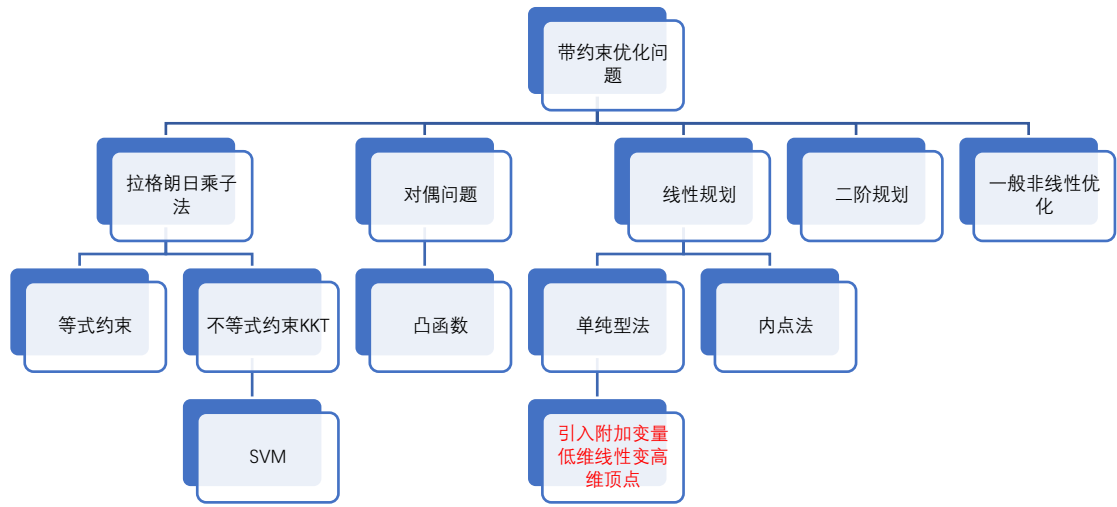 带约束优化问
题
拉格朗日乘子
法
对偶问题
线性规划
二阶规划
一般非线性优
化
等式约束
不等式约束KKT
凸函数
单纯型法
内点法
SVM
引入附加变量
低维线性变高
维顶点